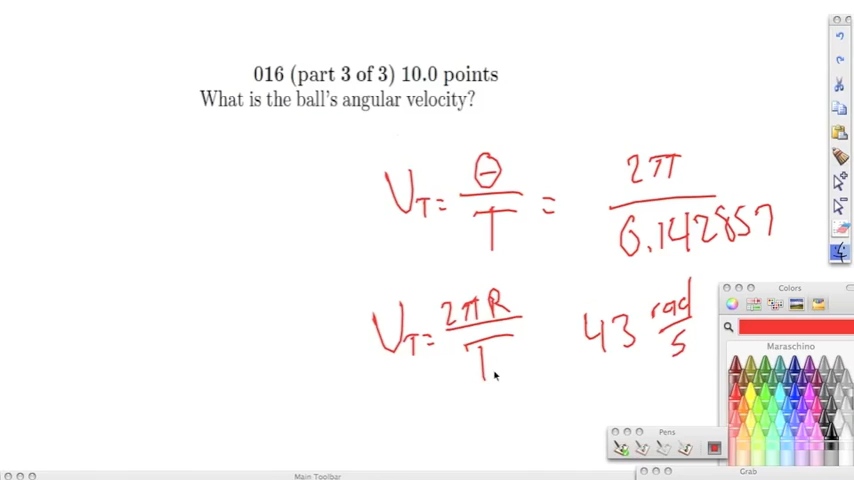 016 (part 3 of 3) 10.0 points
What is the ball's angular velocity?
V_T = θ / T = 2π / 0.142857
V_T = 2πR / T
43 rad / s
Colors
Maraschino
Pens
Grab
Main Toolbar